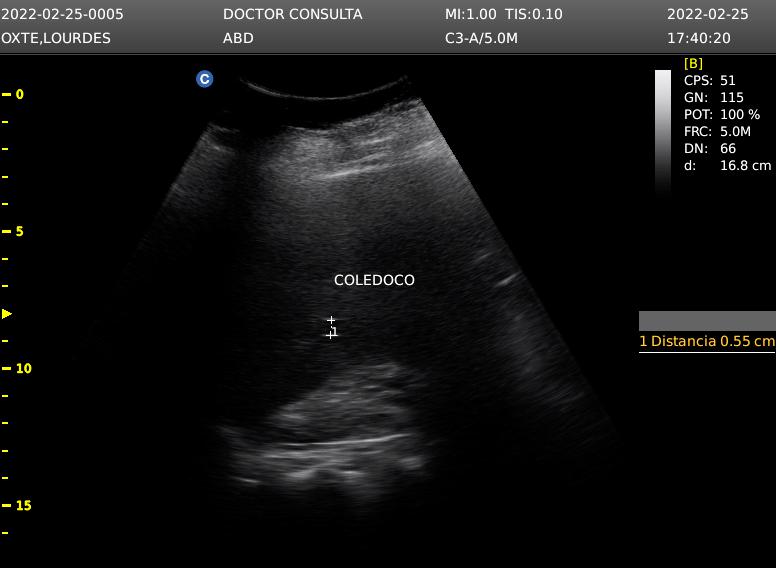 2022-02-25-0005 DOCTOR CONSULTA MI:1.00 TIS:0.10 2022-02-25
OXTE,LOURDES ABD C3-A/5.0M 17:40:20
[B]
C
CPS: 51
0
GN: 115
POT: 100 %
FRC: 5.0M
DN: 66
d: 16.8 cm
5
COLEDOCO
1
1 Distancia 0.55 cm
10
15